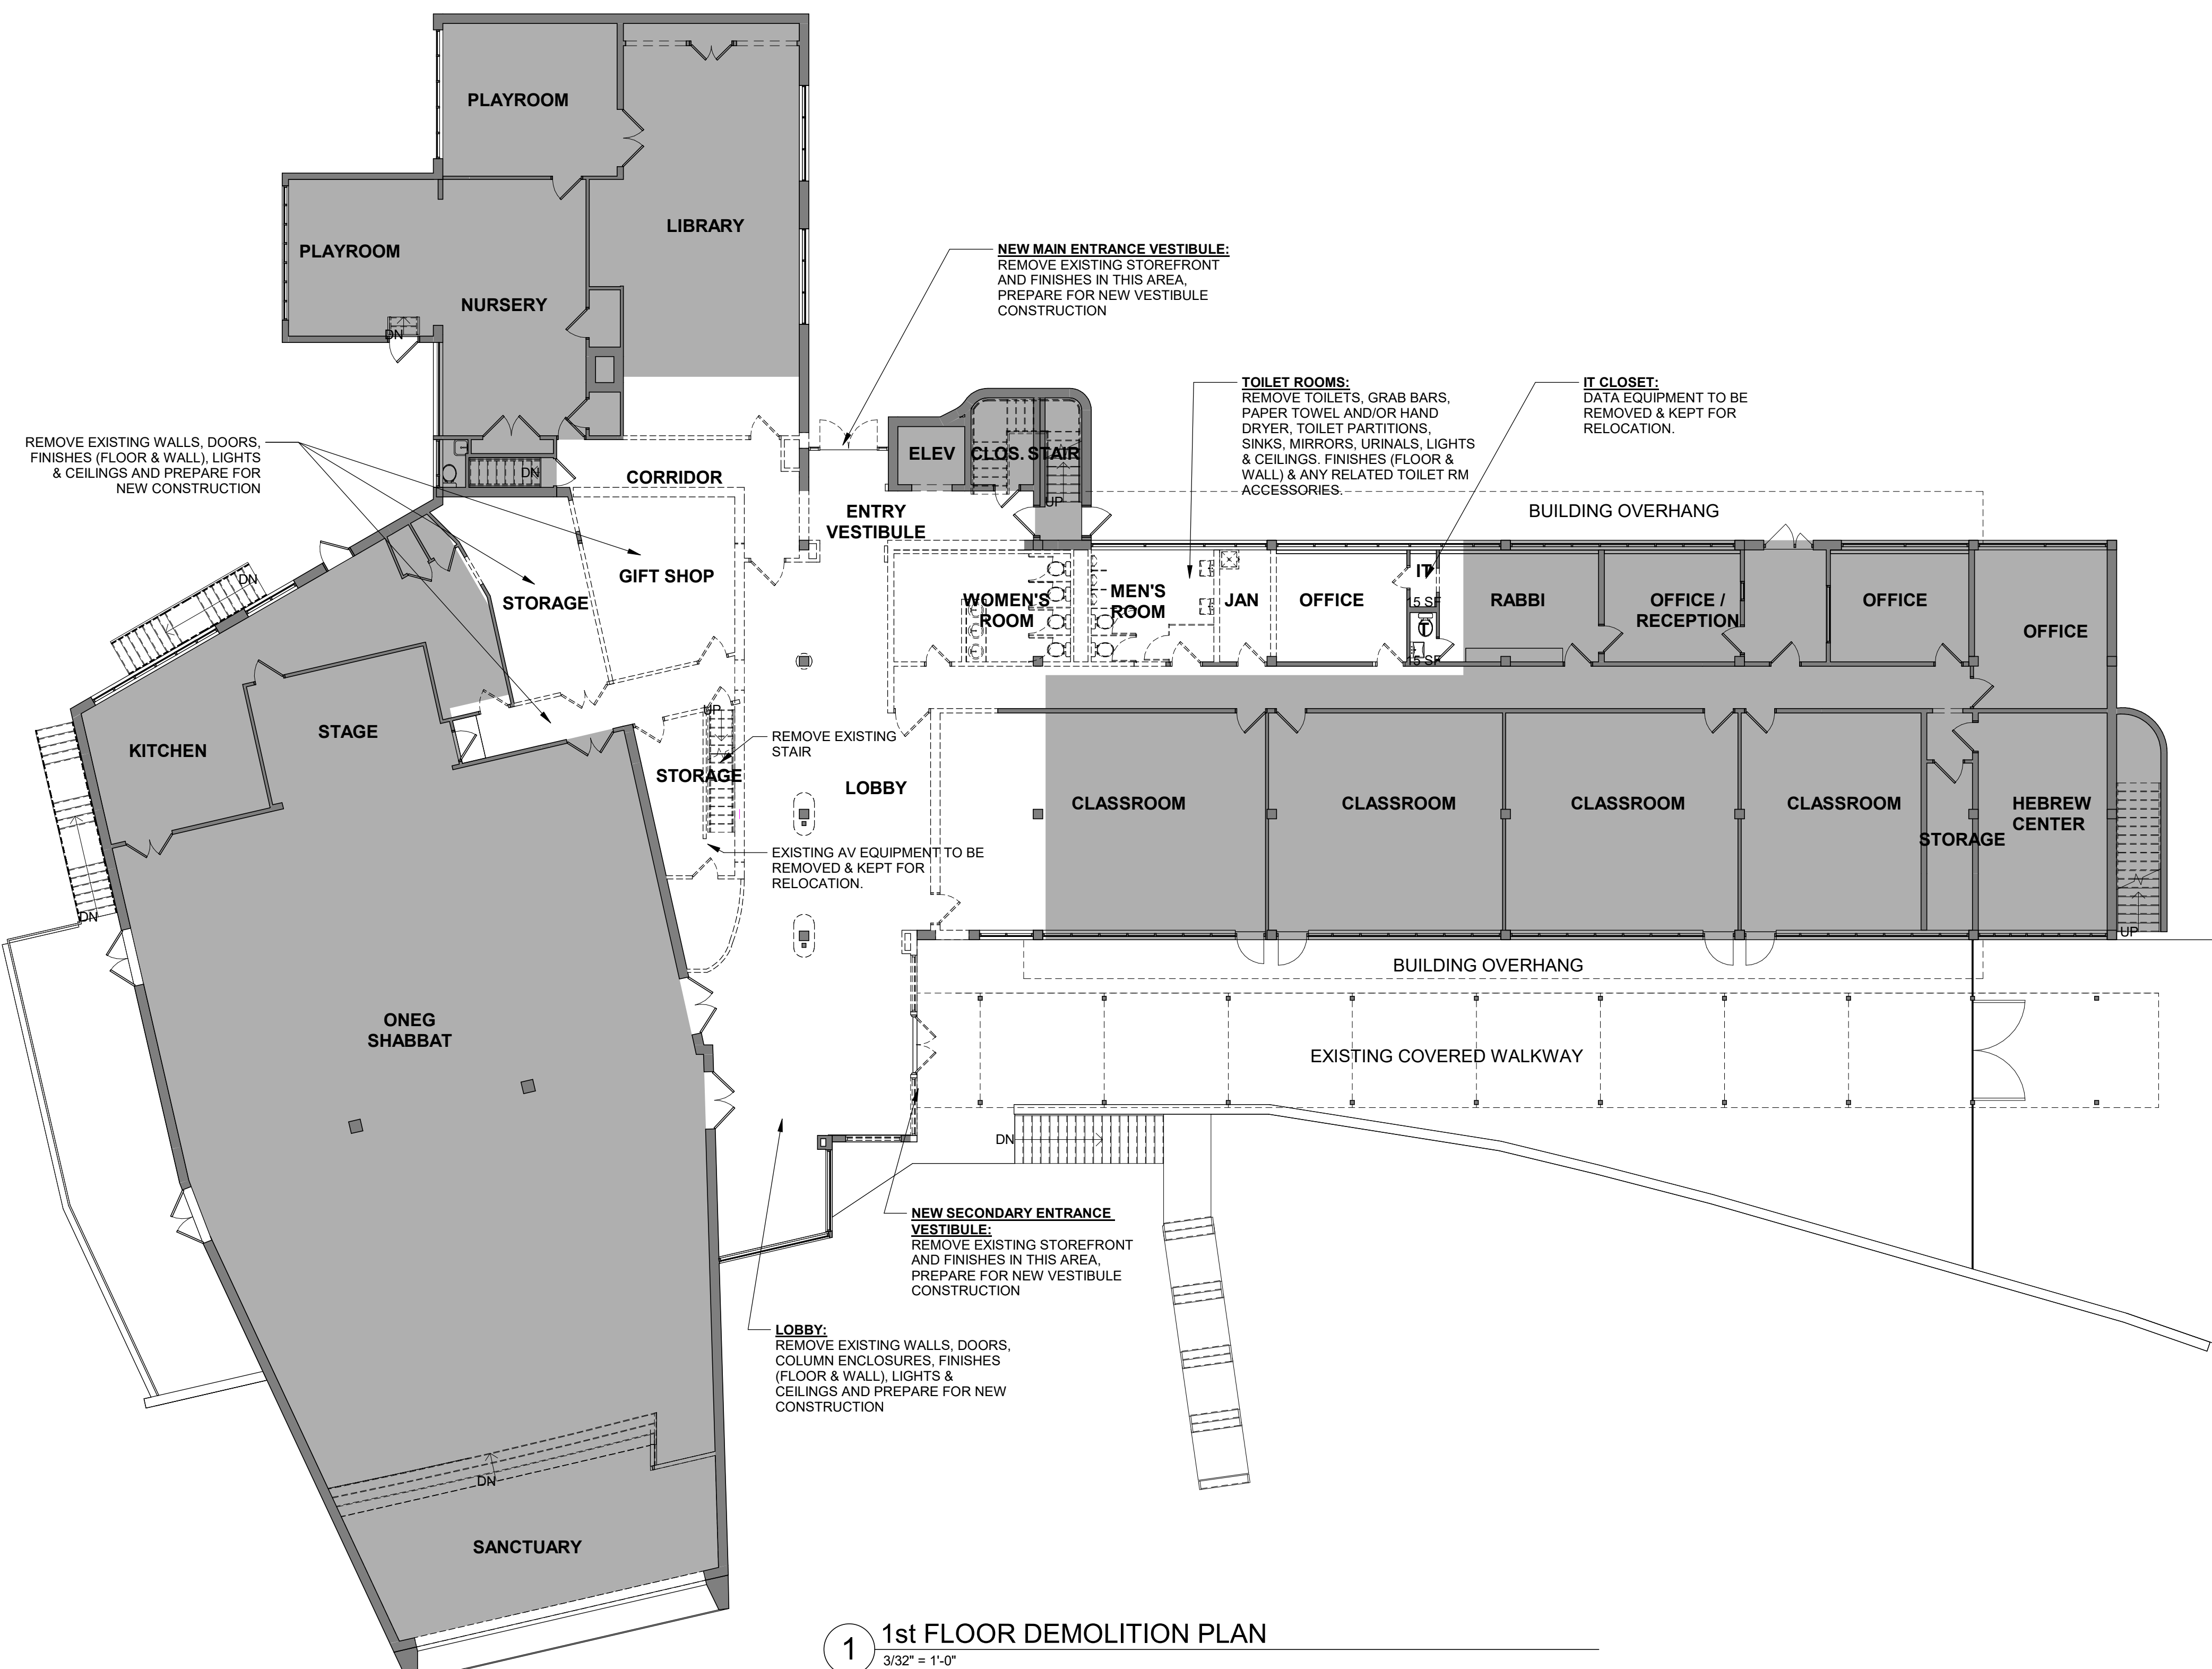 PLAYROOM
LIBRARY
PLAYROOM
NURSERY
DN
NEW MAIN ENTRANCE VESTIBULE:
REMOVE EXISTING STOREFRONT
AND FINISHES IN THIS AREA,
PREPARE FOR NEW VESTIBULE
CONSTRUCTION
TOILET ROOMS:
REMOVE TOILETS, GRAB BARS,
PAPER TOWEL AND/OR HAND
DRYER, TOILET PARTITIONS,
SINKS, MIRRORS, URINALS, LIGHTS
& CEILINGS. FINISHES (FLOOR &
WALL) & ANY RELATED TOILET RM
ACCESSORIES.
IT CLOSET:
DATA EQUIPMENT TO BE
REMOVED & KEPT FOR
RELOCATION.
REMOVE EXISTING WALLS, DOORS,
FINISHES (FLOOR & WALL), LIGHTS
& CEILINGS AND PREPARE FOR
NEW CONSTRUCTION
DN
CORRIDOR
ELEV
CLOS.
STAIR
UP
ENTRY
VESTIBULE
BUILDING OVERHANG
DN
GIFT SHOP
STORAGE
WOMEN'S
ROOM
MEN'S
ROOM
JAN
OFFICE
IT
15 SF
T
15 SF
RABBI
OFFICE /
RECEPTION
OFFICE
OFFICE
KITCHEN
STAGE
UP
REMOVE EXISTING
STAIR
STORAGE
LOBBY
CLASSROOM
CLASSROOM
CLASSROOM
CLASSROOM
STORAGE
HEBREW
CENTER
EXISTING AV EQUIPMENT TO BE
REMOVED & KEPT FOR
RELOCATION.
DN
UP
BUILDING OVERHANG
ONEG
SHABBAT
EXISTING COVERED WALKWAY
DN
NEW SECONDARY ENTRANCE
VESTIBULE:
REMOVE EXISTING STOREFRONT
AND FINISHES IN THIS AREA,
PREPARE FOR NEW VESTIBULE
CONSTRUCTION
LOBBY:
REMOVE EXISTING WALLS, DOORS,
COLUMN ENCLOSURES, FINISHES
(FLOOR & WALL), LIGHTS &
CEILINGS AND PREPARE FOR NEW
CONSTRUCTION
DN
SANCTUARY
1
1st FLOOR DEMOLITION PLAN
3/32" = 1'-0"